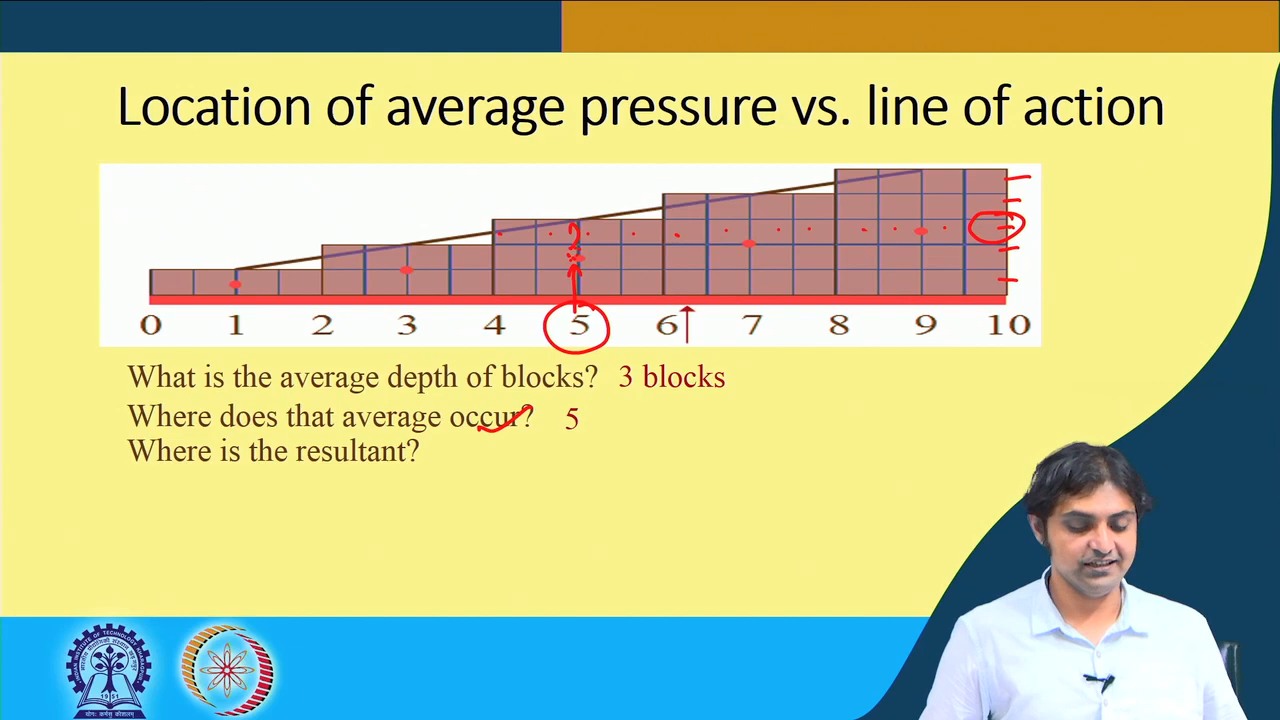 Location of average pressure vs. line of action
0 1 2 3 4 5 6 7 8 9 10
What is the average depth of blocks? 3 blocks
Where does that average occur? 5
Where is the resultant?
1951